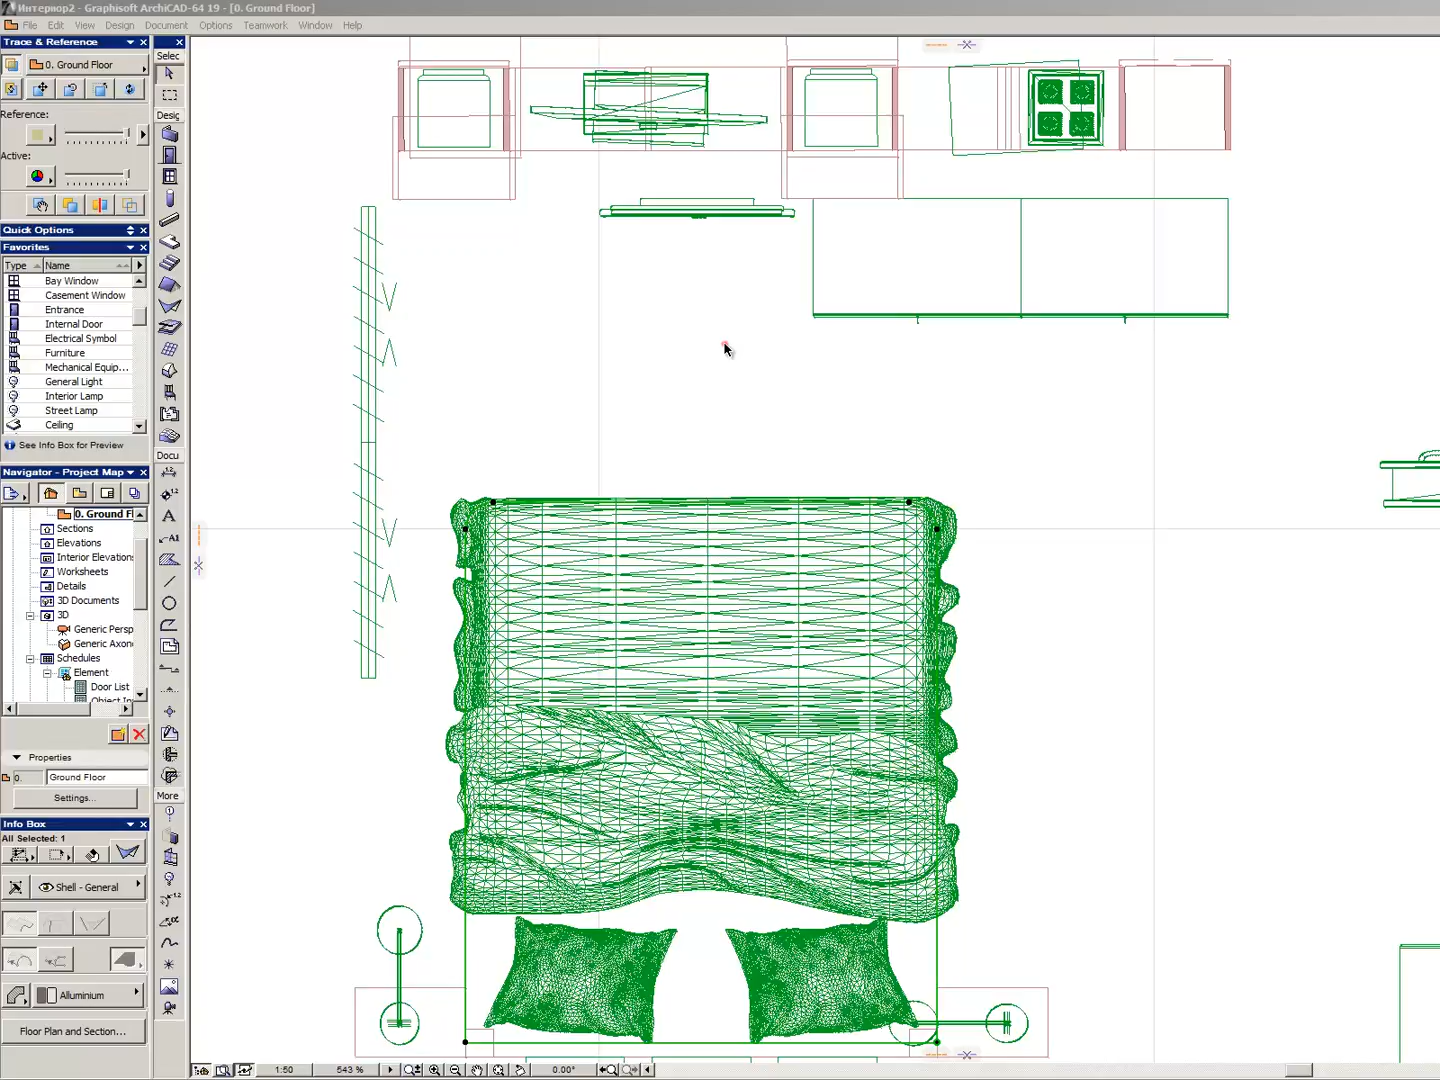 Интермор2 - Graphisoft ArchiCAD-64 19 - [0. Ground Floor]
File Edit View Design Document Options Teamwork Window Help
Trace & Reference
Selec
0. Ground Floor
Reference:
Desig
Active:
Quick Options
Favorites
Type Name
Bay Window
Casement Window
Entrance
Internal Door
Electrical Symbol
Furniture
Mechanical Equip...
General Light
Interior Lamp
Street Lamp
Ceiling
See Info Box for Preview
Docu
Navigator - Project Map
0. Ground Fl
Sections
Elevations
Interior Elevation
Worksheets
Details
3D Documents
3D
Generic Persp
Generic Axon
Schedules
Element
Door List
Properties
0. Ground Floor
Settings...
More
Info Box
All Selected: 1
Shell - General
Alluminium
Floor Plan and Section...
1:50 543 % 0.00°